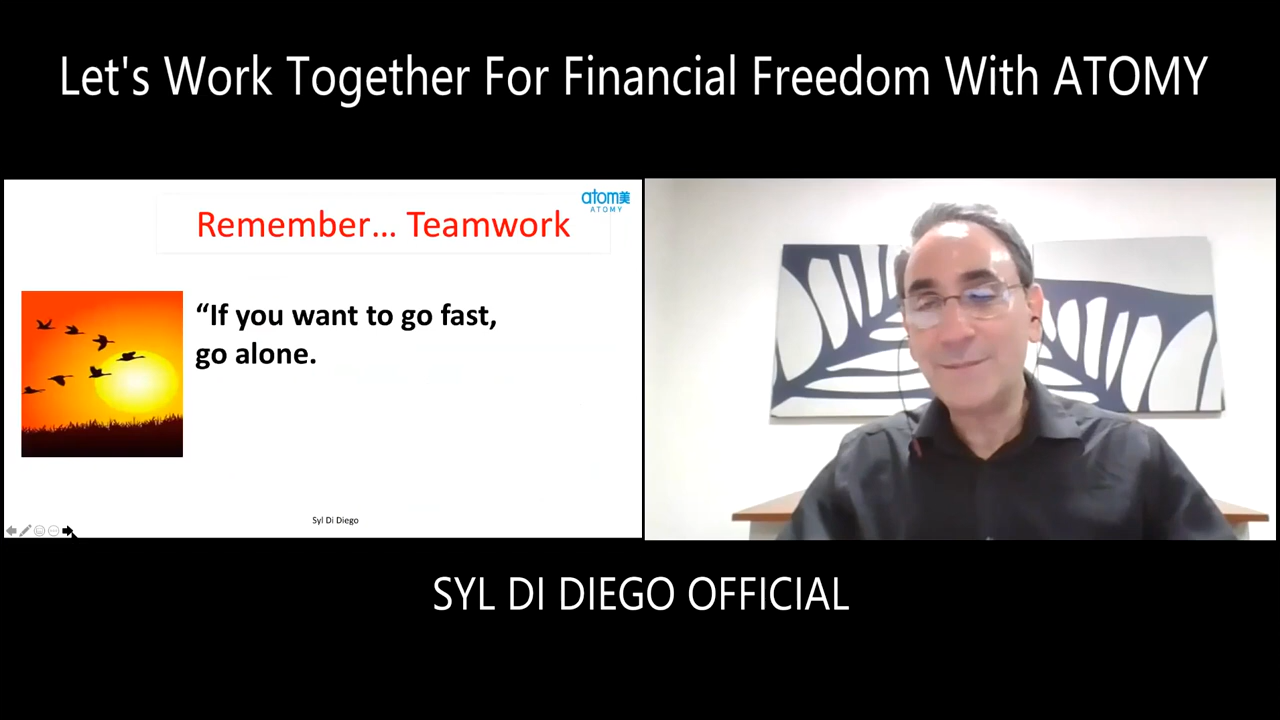 Let's Work Together For Financial Freedom With ATOMY
atom美
ATOMY
Remember... Teamwork
“If you want to go fast,
go alone.
Syl Di Diego
SYL DI DIEGO OFFICIAL